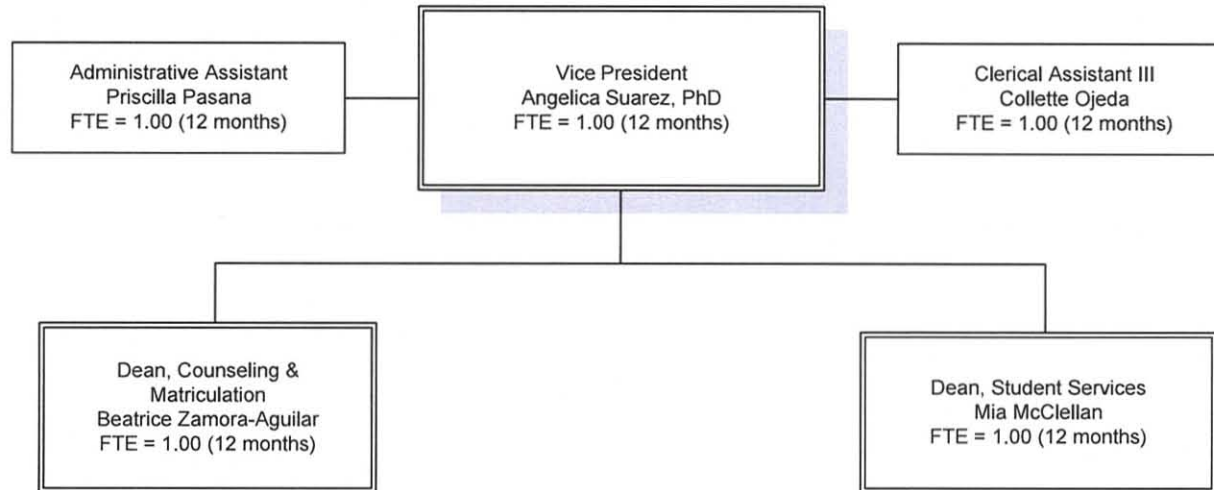 Administrative Assistant
Priscilla Pasana
FTE = 1.00 (12 months)
Vice President
Angelica Suarez, PhD
FTE = 1.00 (12 months)
Clerical Assistant III
Collette Ojeda
FTE = 1.00 (12 months)
Dean, Counseling &
Matriculation
Beatrice Zamora-Aguilar
FTE = 1.00 (12 months)
Dean, Student Services
Mia McClellan
FTE = 1.00 (12 months)